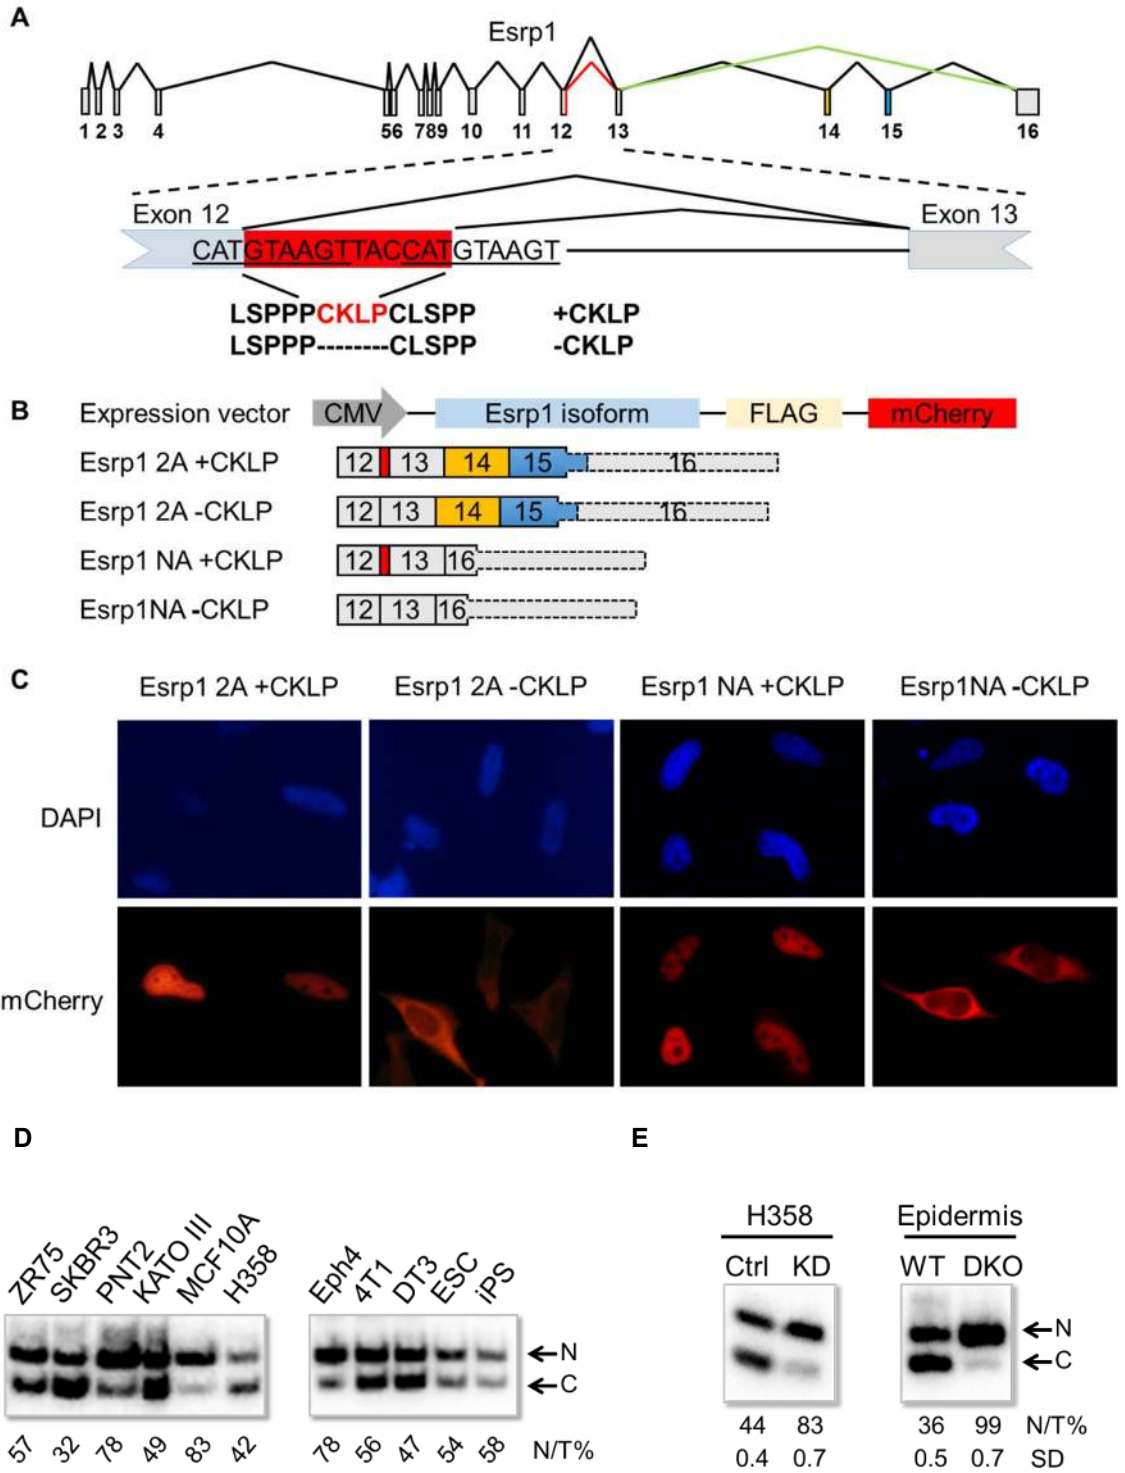 A
Esrp1
1 2 3 4 56 789 10 11 12 13 14 15 16
Exon 12 Exon 13
CATGTAAGTTACCATGTAAGT
LSPPPCKLPCLSPP +CKLP
LSPPP--------CLSPP -CKLP
B
Expression vector CMV Esrp1 isoform FLAG mCherry
Esrp1 2A +CKLP 12 13 14 15 16
Esrp1 2A -CKLP 12 13 14 15 16
Esrp1 NA +CKLP 12 13 16
Esrp1NA -CKLP 12 13 16
C
Esrp1 2A +CKLP Esrp1 2A -CKLP Esrp1 NA +CKLP Esrp1NA -CKLP
DAPI
mCherry
D
ZR75 SKBR3 PNT2 KATO III MCF10A H358 Eph4 4T1 DT3 ESC iPS
N
C
57 32 78 49 83 42 78 56 47 54 58 N/T%
E
H358 Epidermis
Ctrl KD WT DKO
N
C
44 83 36 99 N/T%
0.4 0.7 0.5 0.7 SD